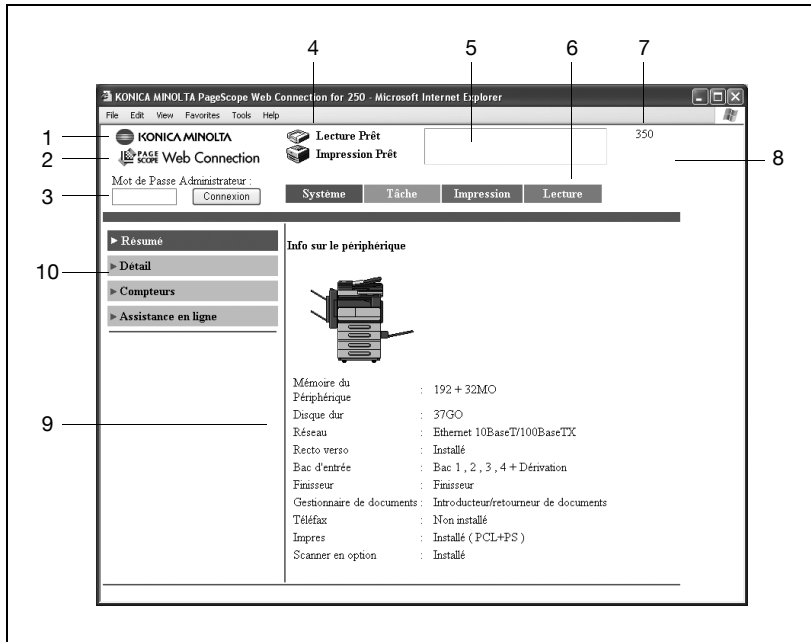 4 5 6 7
KONICA MINOLTA PageScope Web Connection for 250 - Microsoft Internet Explorer
File Edit View Favorites Tools Help
1 KONICA MINOLTA Lecture Prêt 350
2 PAGE SCOPE Web Connection Impression Prêt 8
Mot de Passe Administrateur :
3 Connexion Système Tâche Impression Lecture
Résumé Info sur le périphérique
10 Détail
Compteurs
Assistance en ligne
Mémoire du Périphérique : 192 + 32MO
Disque dur : 37GO
9 Réseau : Ethernet 10BaseT/100BaseTX
Recto verso : Installé
Bac d'entrée : Bac 1 , 2 , 3 , 4 + Dérivation
Finisseur : Finisseur
Gestionnaire de documents : Introducteur/retourneur de documents
Téléfax : Non installé
Impres : Installé ( PCL+PS )
Scanner en option : Installé